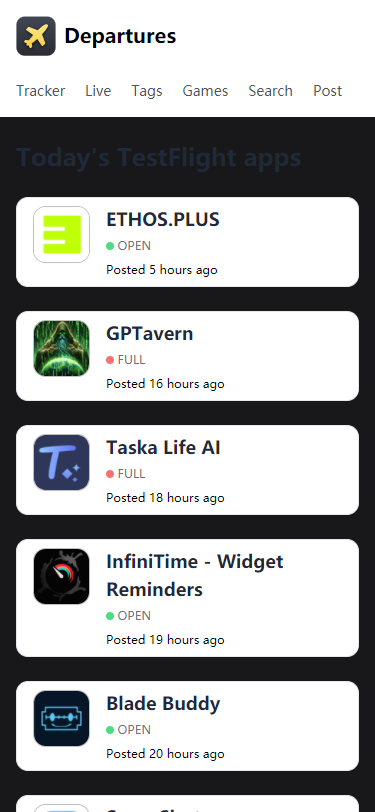 Departures
Tracker Live Tags Games Search Post
Today's TestFlight apps
ETHOS.PLUS
OPEN
Posted 5 hours ago
GPTavern
FULL
Posted 16 hours ago
Taska Life AI
FULL
Posted 18 hours ago
InfiniTime - Widget
Reminders
OPEN
Posted 19 hours ago
Blade Buddy
OPEN
Posted 20 hours ago